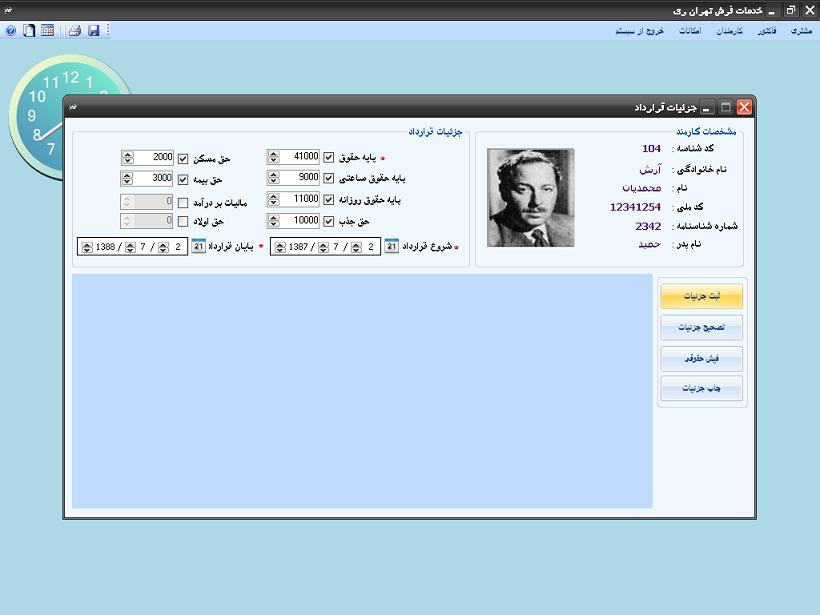 خدمات فرش تهران ری
مشتری فاکتور کارمندان امکانات خروج از سیستم
11 12 1
10
9
8
7
جزئیات قرارداد
مشخصات کارمند
کد شناسه : 104
نام خانوادگی : آرش
نام : محمدیان
کد ملی : 12341254
شماره شناسنامه : 2342
نام پدر : حمید
جزئیات قرارداد
* پایه حقوق 41000 حق مسکن 2000
پایه حقوق ساعتی 9000 حق بیمه 3000
پایه حقوق روزانه 11000 مالیات بر درآمد 0
حق جذب 10000 حق اولاد 0
* شروع قرارداد 21 1387 / 7 / 2 * پایان قرارداد 21 1388 / 7 / 2
ثبت جزئیات
تصحیح جزئیات
فیش حقوقی
چاپ جزئیات